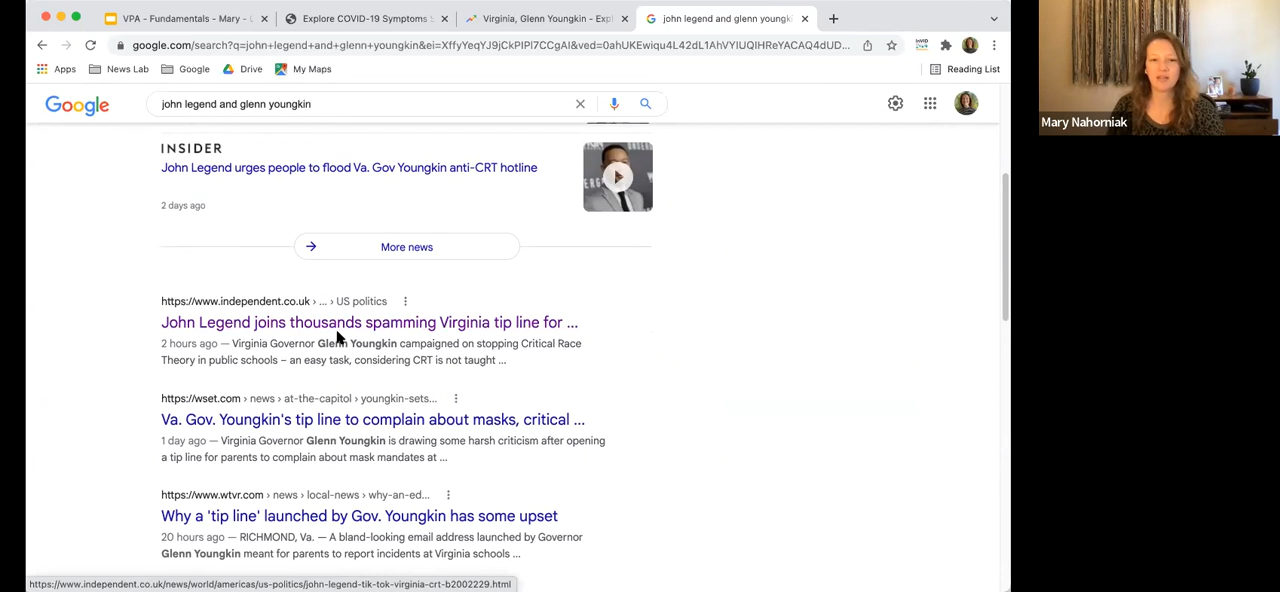 VPA - Fundamentals - Mary - 
Explore COVID-19 Symptoms
Virginia, Glenn Youngkin - Expl
john legend and glenn youngki
google.com/search?q=john+legend+and+glenn+youngkin&ei=XffyYeqYJ9jCkPIPl7CCgAI&ved=0ahUKEwiqu4L42dL1AhVYIUQIHReYACAQ4dUD...
Apps News Lab Google Drive My Maps Reading List
Google john legend and glenn youngkin
Mary Nahorniak
INSIDER
John Legend urges people to flood Va. Gov Youngkin anti-CRT hotline
2 days ago
More news
https://www.independent.co.uk › ... › US politics
John Legend joins thousands spamming Virginia tip line for ...
2 hours ago — Virginia Governor Glenn Youngkin campaigned on stopping Critical Race
Theory in public schools – an easy task, considering CRT is not taught ...
https://wset.com › news › at-the-capitol › youngkin-sets...
Va. Gov. Youngkin's tip line to complain about masks, critical ...
1 day ago — Virginia Governor Glenn Youngkin is drawing some harsh criticism after opening
a tip line for parents to complain about mask mandates at ...
https://www.wtvr.com › news › local-news › why-an-ed...
Why a 'tip line' launched by Gov. Youngkin has some upset
20 hours ago — RICHMOND, Va. — A bland-looking email address launched by Governor
Glenn Youngkin meant for parents to report incidents at Virginia schools ...
https://www.independent.co.uk/news/world/americas/us-politics/john-legend-tik-tok-virginia-crt-b2002229.html